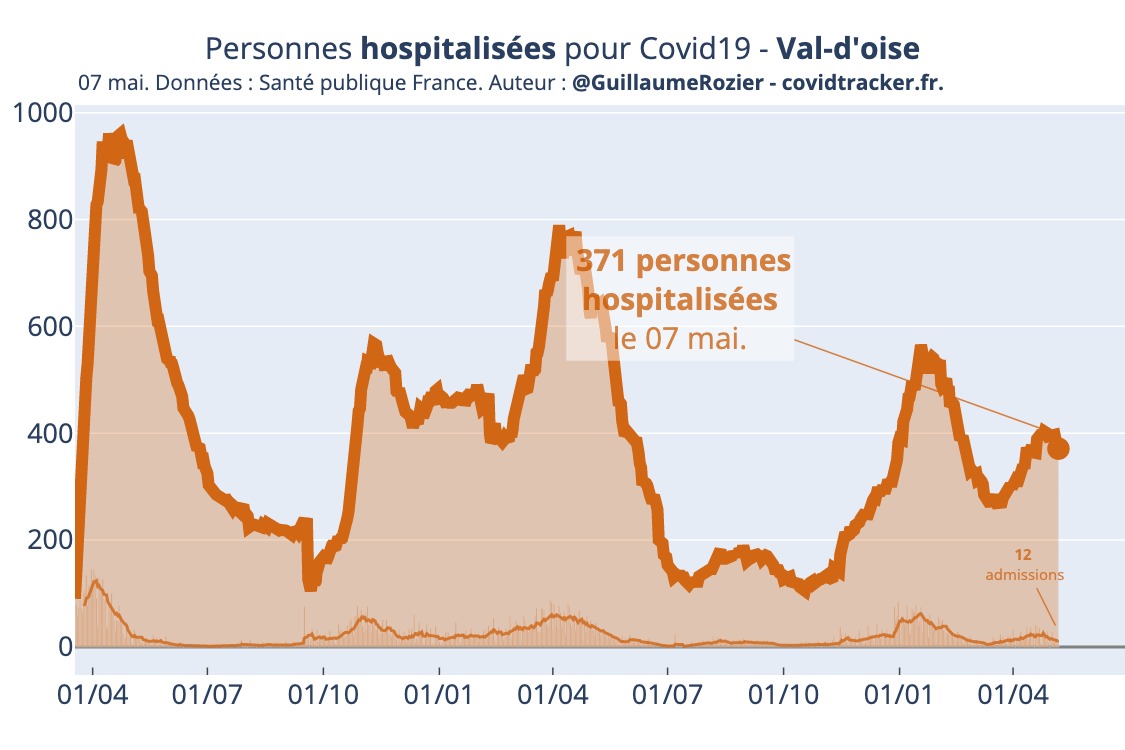 Personnes hospitalisées pour Covid19 - Val-d'oise
07 mai. Données : Santé publique France. Auteur : @GuillaumeRozier - covidtracker.fr.
1000
800
600
400
200
0
371 personnes
hospitalisées
le 07 mai.
12
admissions
01/04 01/07 01/10 01/01 01/04 01/07 01/10 01/01 01/04